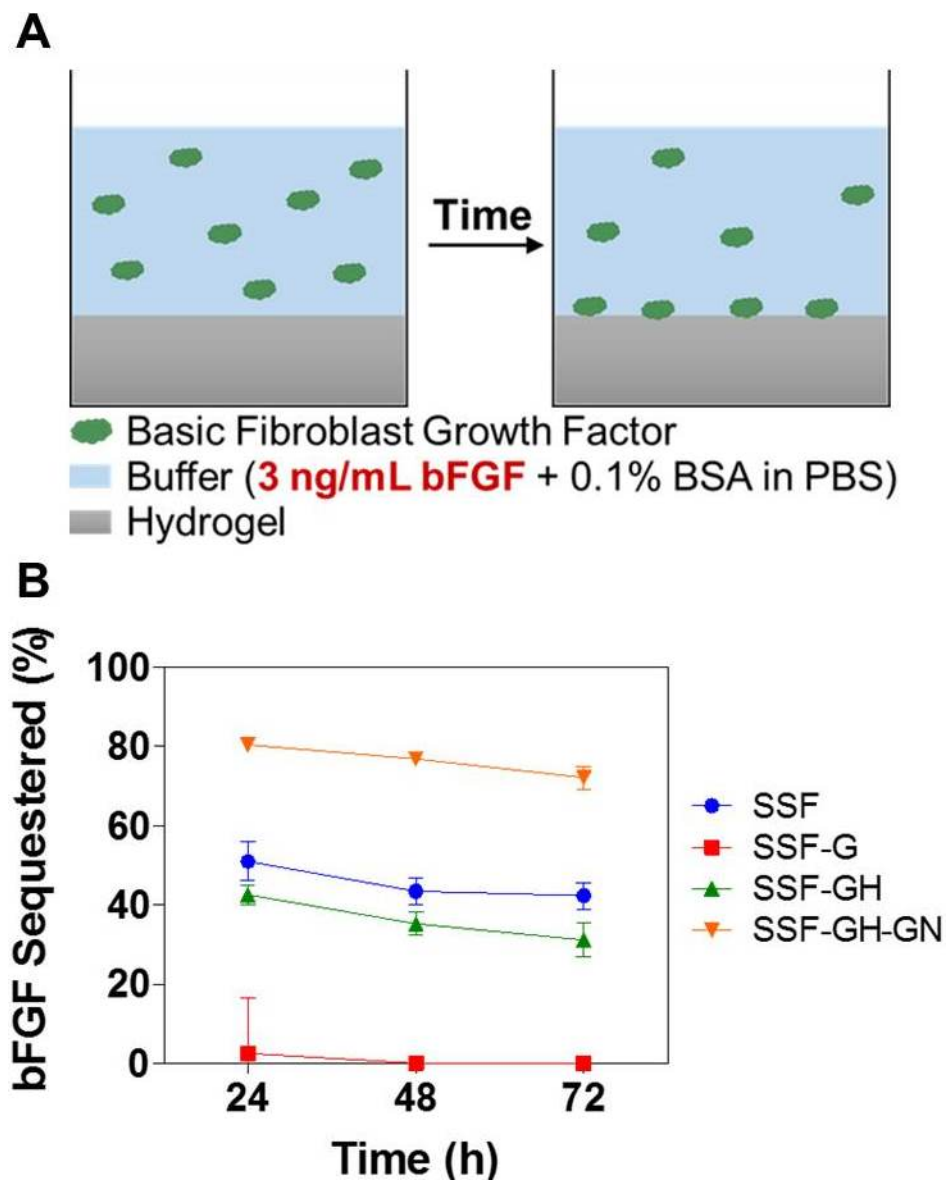 A
Time
Basic Fibroblast Growth Factor
Buffer (3 ng/mL bFGF + 0.1% BSA in PBS)
Hydrogel
B
bFGF Sequestered (%)
100
80
60
40
20
0
24 48 72
Time (h)
SSF
SSF-G
SSF-GH
SSF-GH-GN